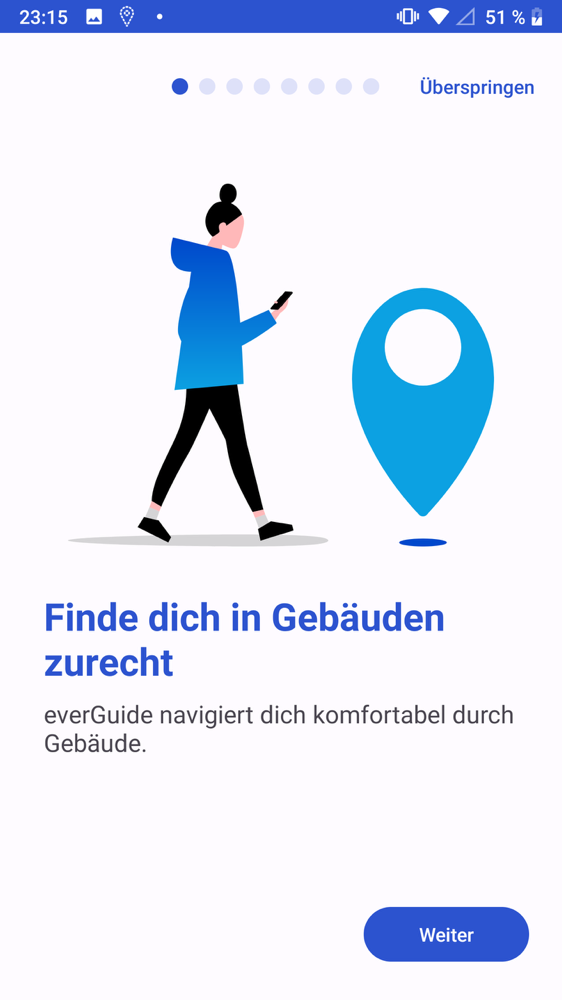 23:15
51 %
Überspringen
Finde dich in Gebäuden
zurecht
everGuide navigiert dich komfortabel durch
Gebäude.
Weiter